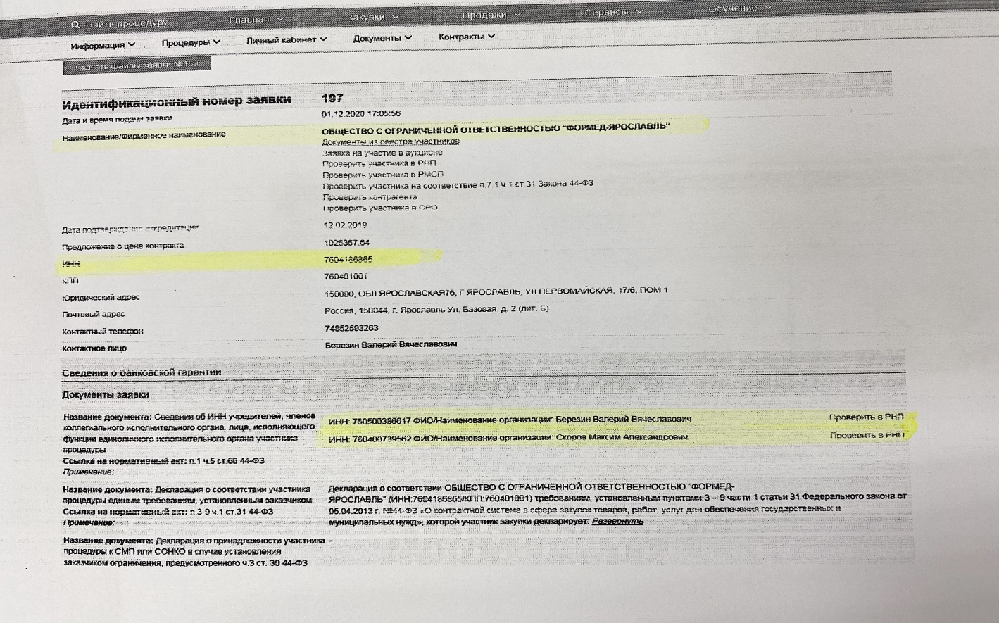 Найти процедуру Главная Закупки Продажи Сервисы Обучение
Информация Процедуры Личный кабинет Документы Контракты
Скачать файлы заявки №159
Идентификационный номер заявки 197
Дата и время подачи заявки 01.12.2020 17:05:56
Наименование/Фирменное наименование ОБЩЕСТВО С ОГРАНИЧЕННОЙ ОТВЕТСТВЕННОСТЬЮ "ФОРМЕД-ЯРОСЛАВЛЬ"
Документы из реестра участников
Заявка на участие в аукционе
Проверить участника в РНП
Проверить участника в РМСП
Проверить участника на соответствие п.7.1 ч.1 ст 31 Закона 44-ФЗ
Проверить контрагента
Проверить участника в СРО
Дата подтверждения аккредитации 12.02.2019
Предложение о цене контракта 1026367.64
ИНН 7604186865
КПП 760401001
Юридический адрес 150000, ОБЛ ЯРОСЛАВСКАЯ76, Г ЯРОСЛАВЛЬ, УЛ ПЕРВОМАЙСКАЯ, 17/6, ПОМ 1
Почтовый адрес Россия, 150044, г. Ярославль Ул. Базовая, д. 2 (лит. Б)
Контактный телефон 74852593263
Контактное лицо Березин Валерий Вячеславович
Сведения о банковской гарантии
Документы заявки
Название документа: Сведения об ИНН учредителей, членов
коллегиального исполнительного органа, лица, исполняющего
функции единоличного исполнительного органа участника
процедуры
Ссылка на нормативный акт: п.1 ч.5 ст.66 44-ФЗ
Примечание:
ИНН: 760500386617 ФИО/Наименование организации: Березин Валерий Вячеславович Проверить в РНП
ИНН: 760400739562 ФИО/Наименование организации: Скоров Максим Александрович Проверить в РНП
Название документа: Декларация о соответствии участника
процедуры единым требованиям, установленным заказчиком
Ссылка на нормативный акт: п.3-9 ч.1 ст.31 44-ФЗ
Примечание:
Декларация о соответствии ОБЩЕСТВО С ОГРАНИЧЕННОЙ ОТВЕТСТВЕННОСТЬЮ "ФОРМЕД-
ЯРОСЛАВЛЬ" (ИНН:7604186865/КПП:760401001) требованиям, установленным пунктами 3 – 9 части 1 статьи 31 Федерального закона от
05.04.2013 г. №44-ФЗ «О контрактной системе в сфере закупок товаров, работ, услуг для обеспечения государственных и
муниципальных нужд», которой участник закупки декларирует: Развернуть
Название документа: Декларация о принадлежности участника -
процедуры к СМП или СОНКО в случае установления
заказчиком ограничения, предусмотренного ч.3 ст. 30 44-ФЗ